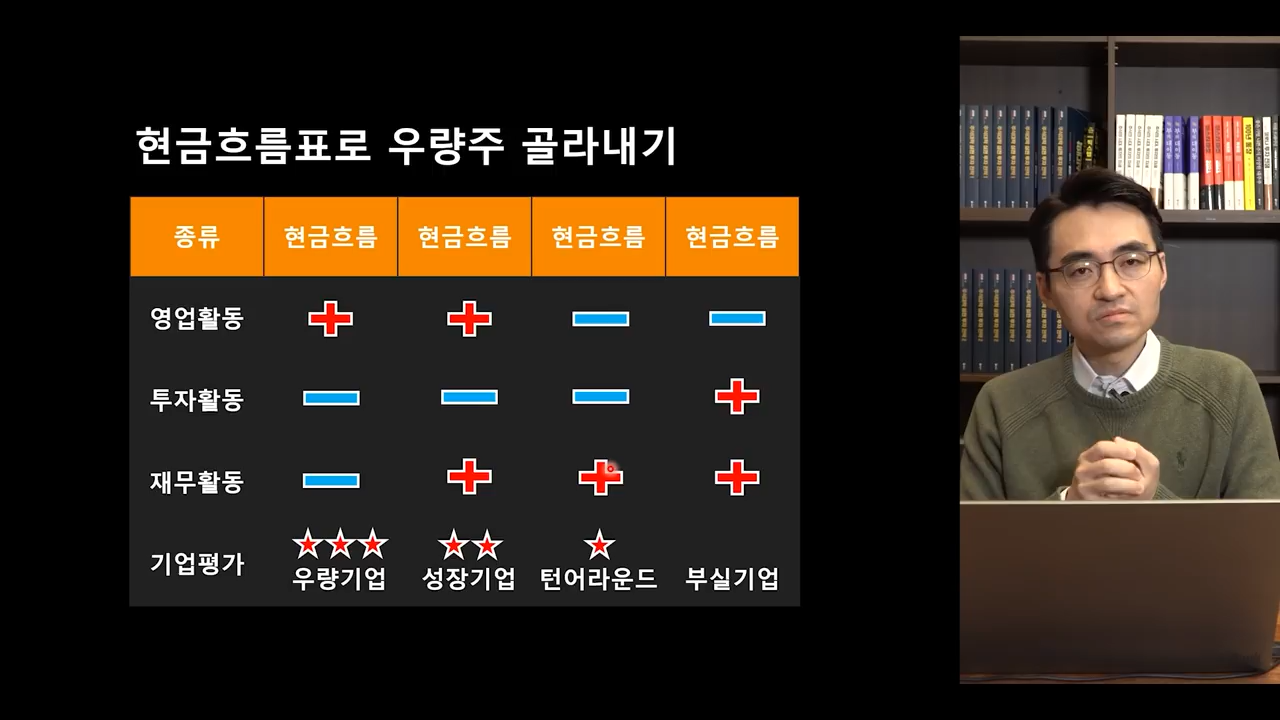 현금흐름표로 우량주 골라내기
종류 현금흐름 현금흐름 현금흐름 현금흐름
영업활동
투자활동
재무활동
기업평가 우량기업 성장기업 턴어라운드 부실기업